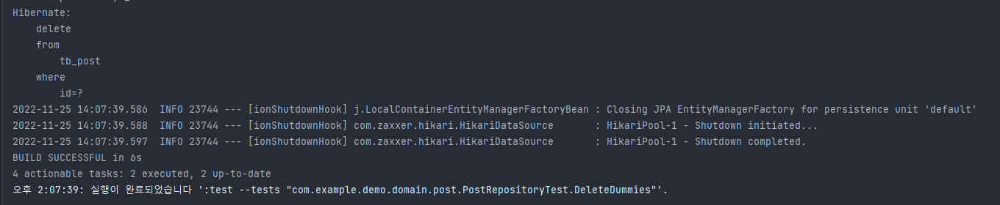 Hibernate:
    delete
    from
        tb_post
    where
        id=?
2022-11-25 14:07:39.586  INFO 23744 --- [ionShutdownHook] j.LocalContainerEntityManagerFactoryBean : Closing JPA EntityManagerFactory for persistence unit 'default'
2022-11-25 14:07:39.588  INFO 23744 --- [ionShutdownHook] com.zaxxer.hikari.HikariDataSource       : HikariPool-1 - Shutdown initiated...
2022-11-25 14:07:39.597  INFO 23744 --- [ionShutdownHook] com.zaxxer.hikari.HikariDataSource       : HikariPool-1 - Shutdown completed.
BUILD SUCCESSFUL in 6s
4 actionable tasks: 2 executed, 2 up-to-date
오후 2:07:39: 실행이 완료되었습니다 ':test --tests "com.example.demo.domain.post.PostRepositoryTest.DeleteDummies"'.